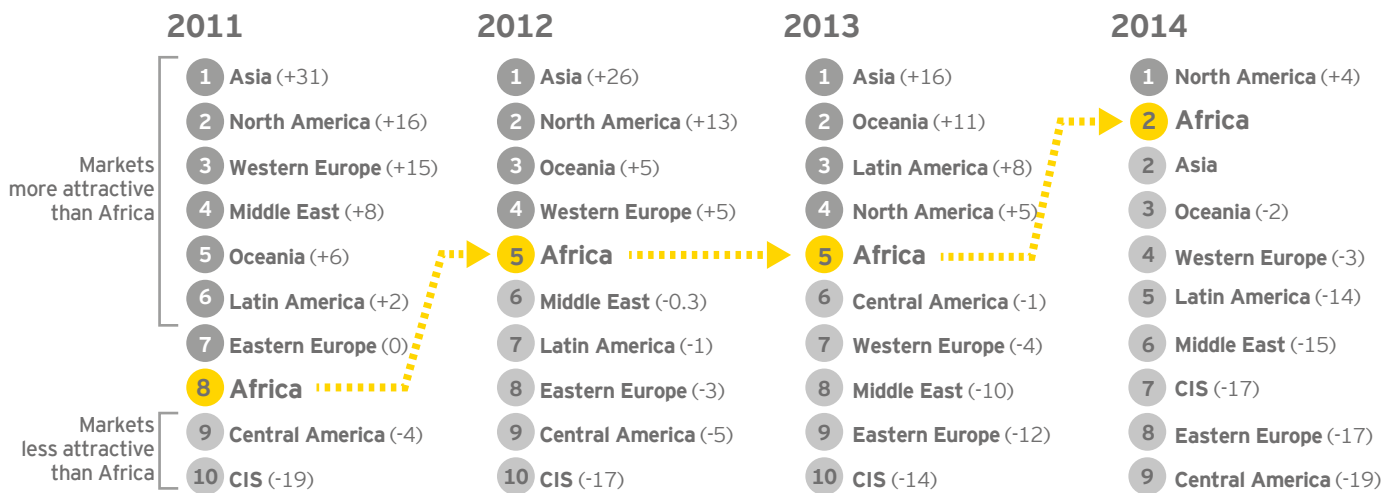 2011
Markets
more attractive
than Africa
1 Asia (+31)
2 North America (+16)
3 Western Europe (+15)
4 Middle East (+8)
5 Oceania (+6)
6 Latin America (+2)
7 Eastern Europe (0)
8 Africa
Markets
less attractive
than Africa
9 Central America (-4)
10 CIS (-19)
2012
1 Asia (+26)
2 North America (+13)
3 Oceania (+5)
4 Western Europe (+5)
5 Africa
6 Middle East (-0.3)
7 Latin America (-1)
8 Eastern Europe (-3)
9 Central America (-5)
10 CIS (-17)
2013
1 Asia (+16)
2 Oceania (+11)
3 Latin America (+8)
4 North America (+5)
5 Africa
6 Central America (-1)
7 Western Europe (-4)
8 Middle East (-10)
9 Eastern Europe (-12)
10 CIS (-14)
2014
1 North America (+4)
2 Africa
2 Asia
3 Oceania (-2)
4 Western Europe (-3)
5 Latin America (-14)
6 Middle East (-15)
7 CIS (-17)
8 Eastern Europe (-17)
9 Central America (-19)